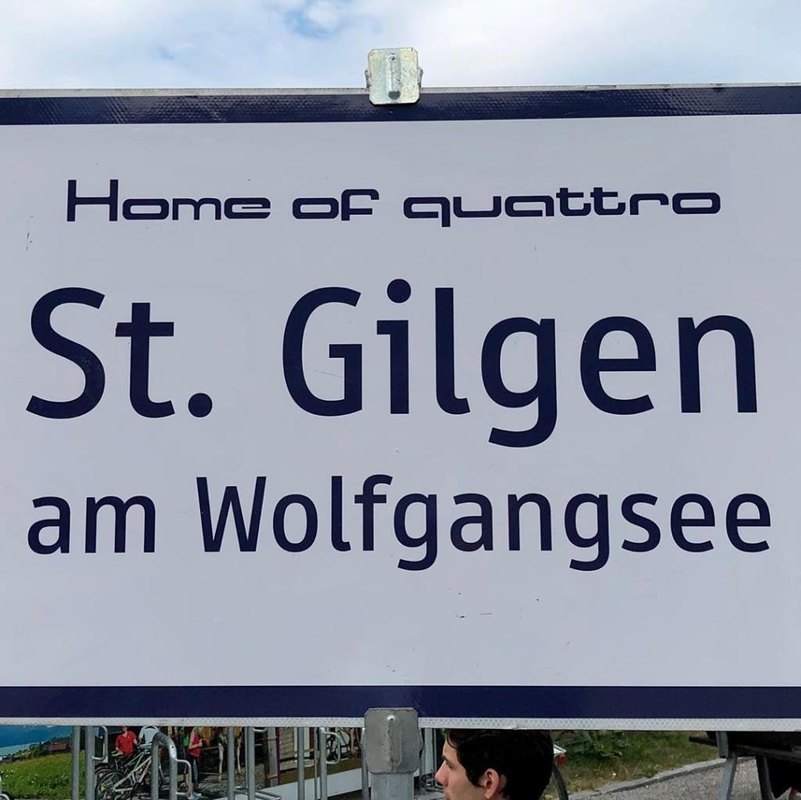 Home of quattro
St. Gilgen
am Wolfgangsee